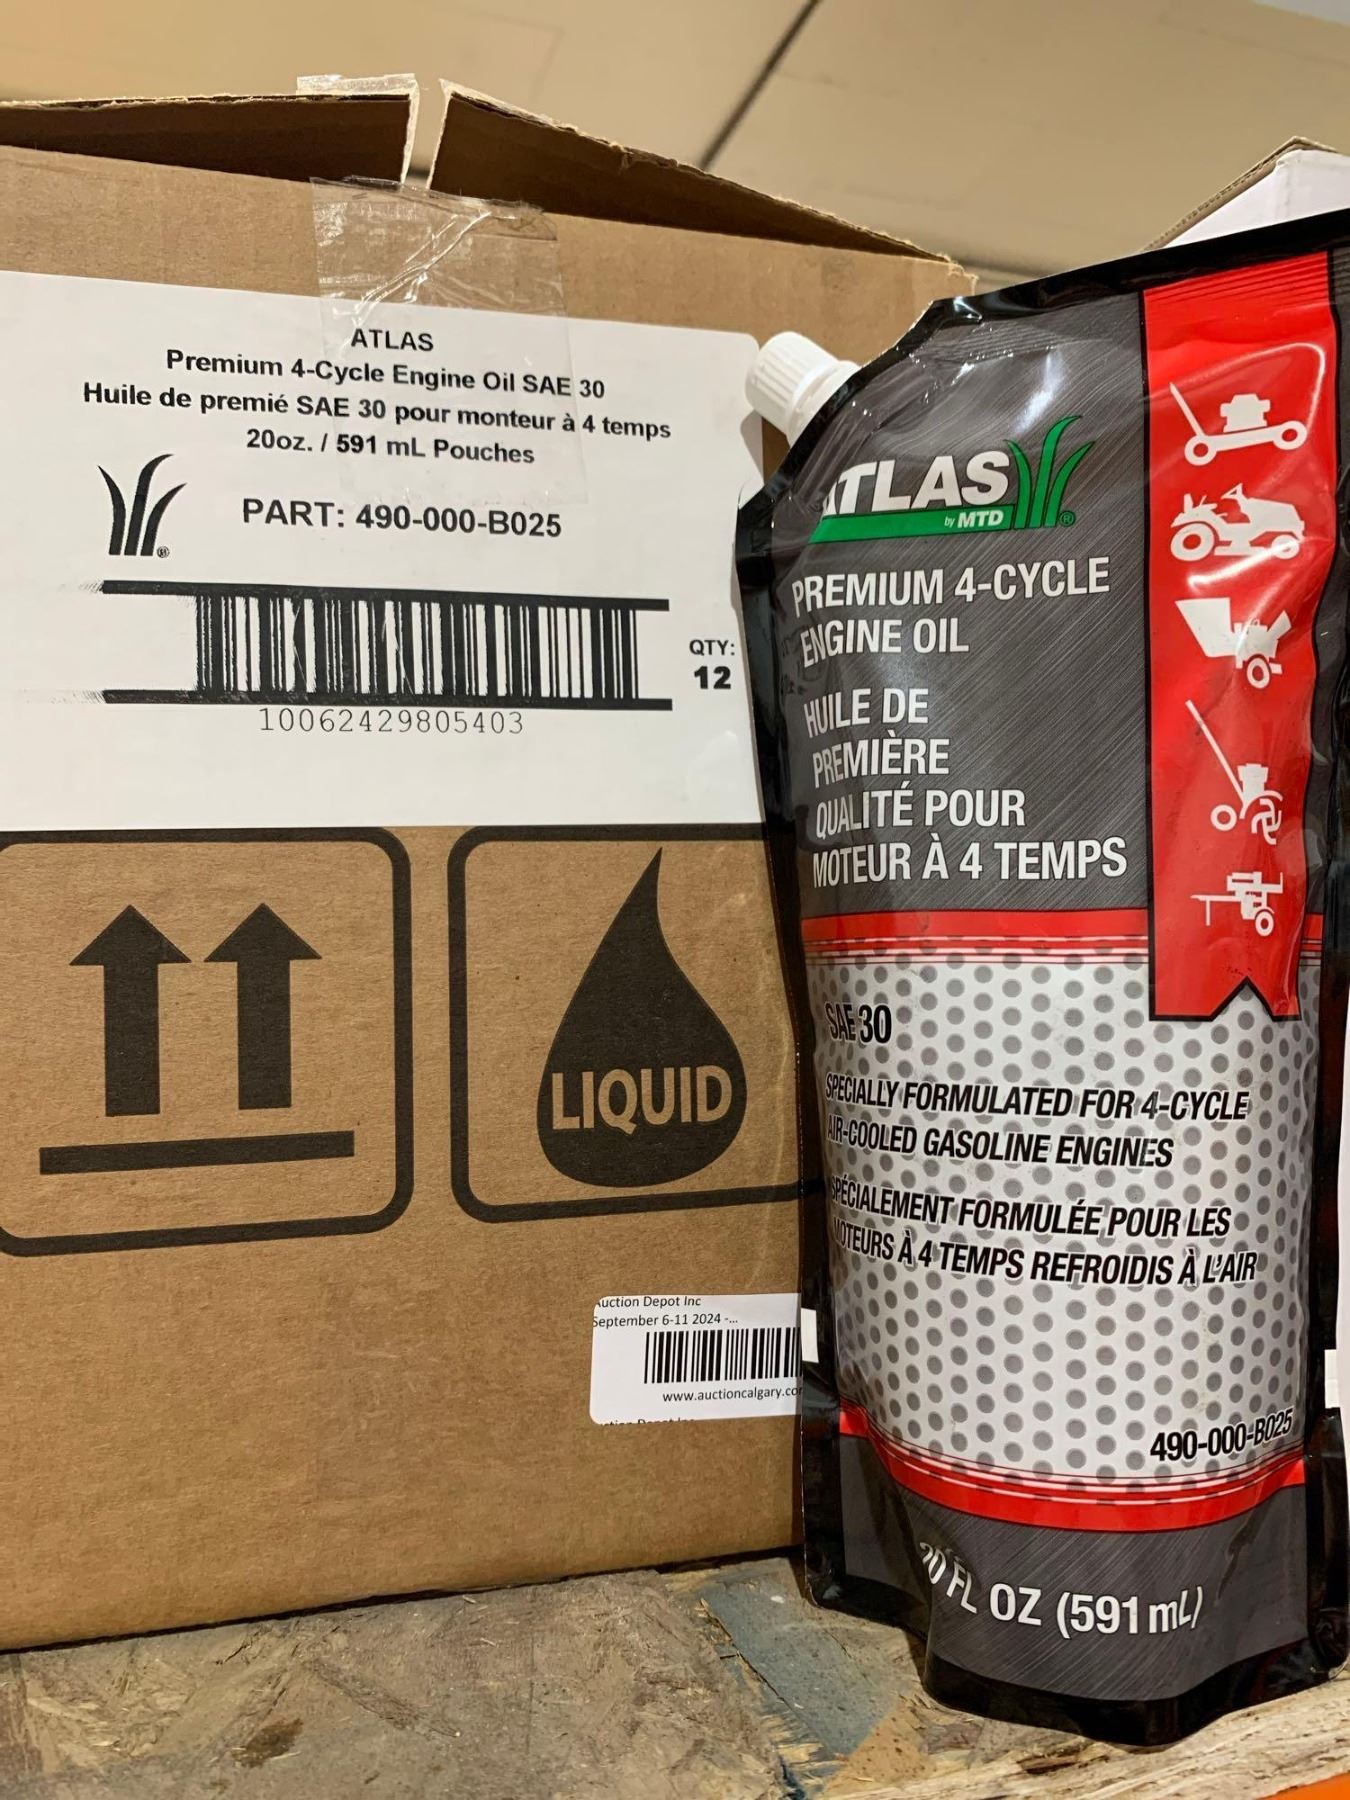 ATLAS
Premium 4-Cycle Engine Oil SAE 30
Huile de premié SAE 30 pour monteur à 4 temps
20oz. / 591 mL Pouches
PART: 490-000-B025
®
QTY:
12
10062429805403
LIQUID
Auction Depot Inc
September 6-11 2024 -...
www.auctioncalgary.co
ATLAS
by MTD
®
PREMIUM 4-CYCLE
ENGINE OIL
HUILE DE
PREMIÈRE
QUALITÉ POUR
MOTEUR À 4 TEMPS
SAE 30
SPECIALLY FORMULATED FOR 4-CYCLE
AIR-COOLED GASOLINE ENGINES
SPÉCIALEMENT FORMULÉE POUR LES
MOTEURS À 4 TEMPS REFROIDIS À L'AIR
490-000-B025
20 FL OZ (591 mL)